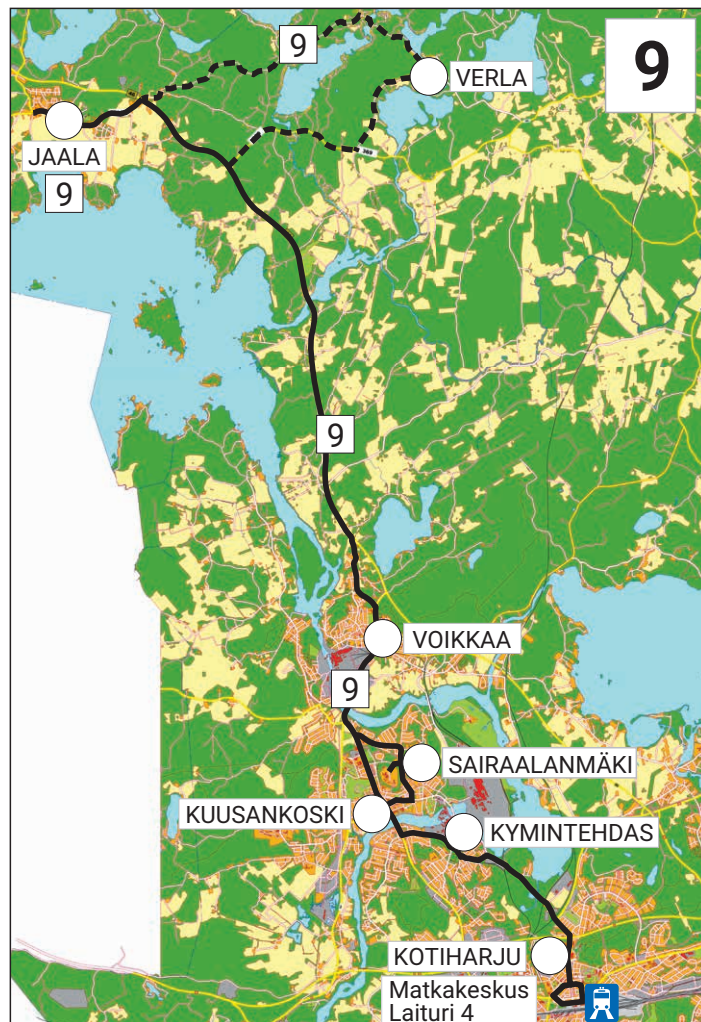 9
9
VERLA
JAALA
9
9
VOIKKAA
9
SAIRAALANMÄKI
KUUSANKOSKI
KYMINTEHDAS
KOTIHARJU
Matkakeskus
Laituri 4